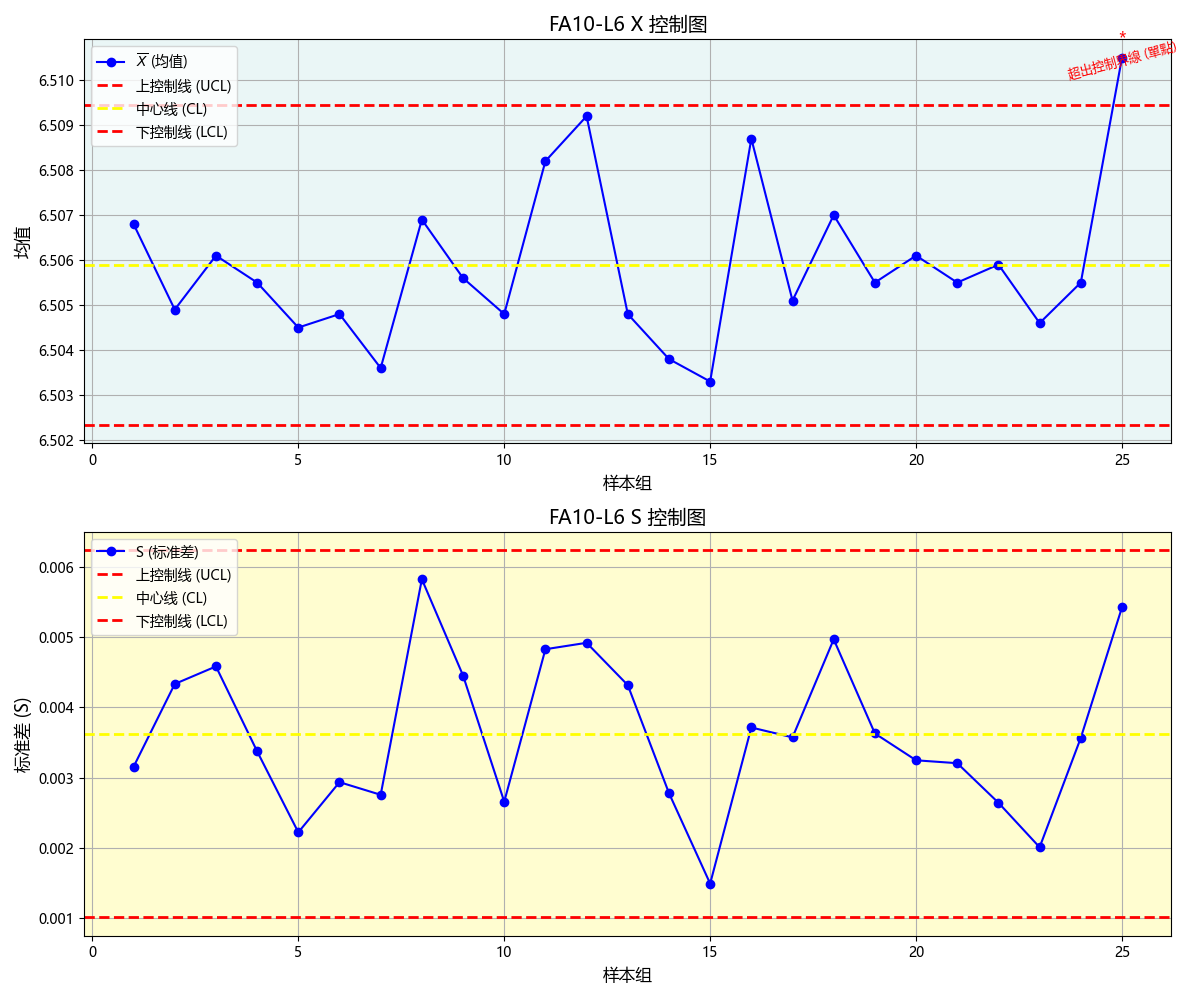 FA10-L6 X 控制图
*
超出控制界線 (單點)
X̅ (均值)
上控制线 (UCL)
中心线 (CL)
下控制线 (LCL)
均值
6.510
6.509
6.508
6.507
6.506
6.505
6.504
6.503
6.502
0 5 10 15 20 25
样本组
FA10-L6 S 控制图
S (标准差)
上控制线 (UCL)
中心线 (CL)
下控制线 (LCL)
标准差 (S)
0.006
0.005
0.004
0.003
0.002
0.001
0 5 10 15 20 25
样本组